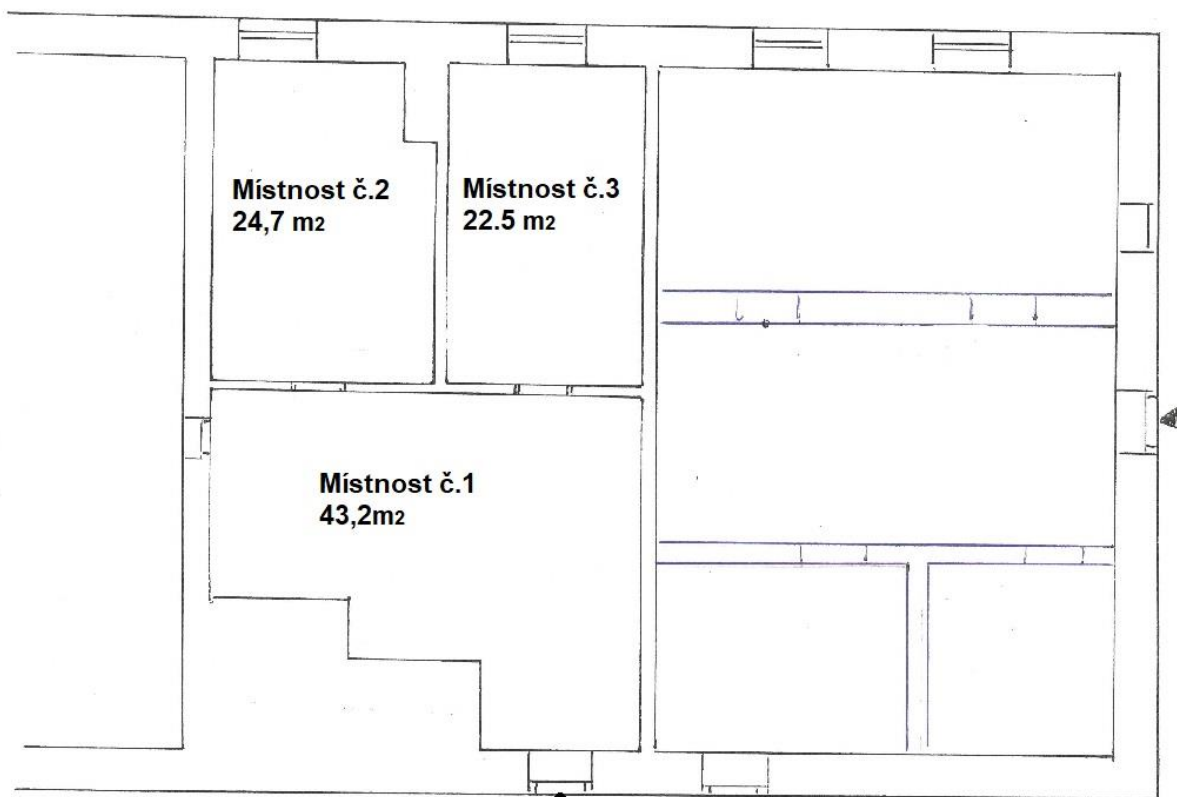 Místnost č.2
24,7 m2
Místnost č.3
22.5 m2
Místnost č.1
43,2m2